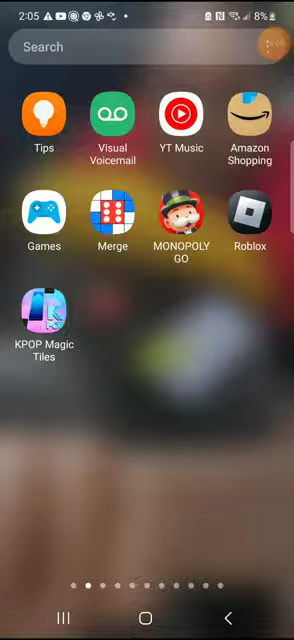 2:05
8%
Search
Tips
Visual
Voicemail
YT Music
Amazon
Shopping
Games
Merge
MONOPOLY
GO
Roblox
KPOP Magic
Tiles